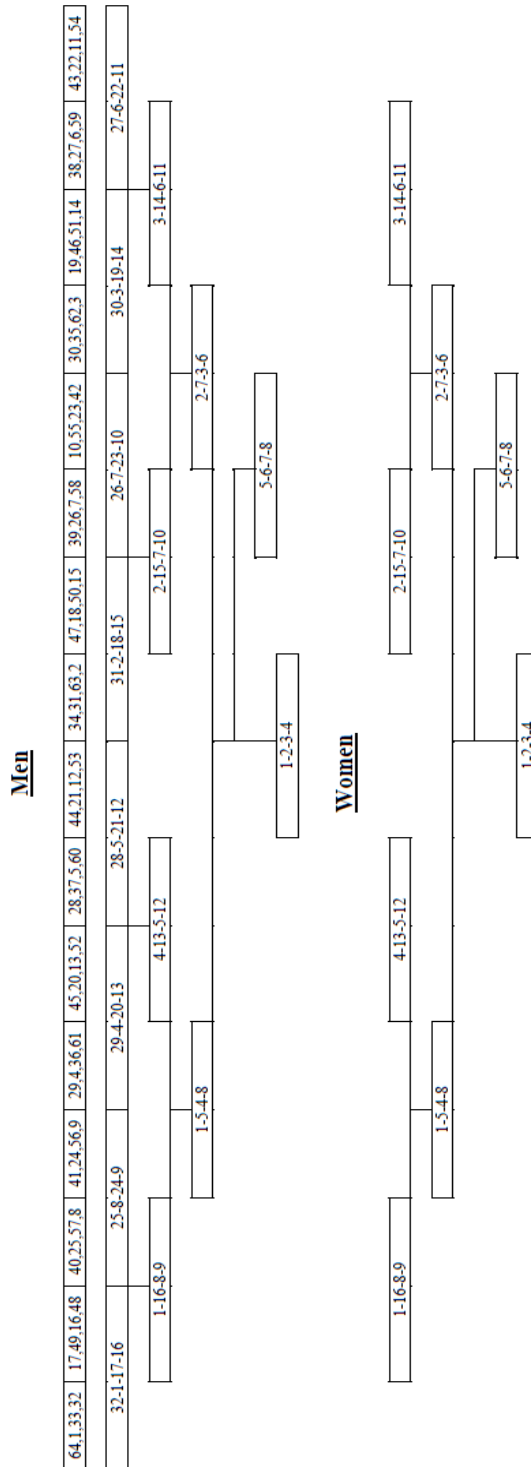 Men
64,1,33,32 17,49,16,48 40,25,57,8 41,24,56,9 29,4,36,61 45,20,13,52 28,37,5,60 44,21,12,53 34,31,63,2 47,18,50,15 39,26,7,58 10,55,23,42 30,35,62,3 19,46,51,14 38,27,6,59 43,22,11,54
32-1-17-16 25-8-24-9 29-4-20-13 28-5-21-12 31-2-18-15 26-7-23-10 30-3-19-14 27-6-22-11
1-16-8-9 4-13-5-12 2-15-7-10 3-14-6-11
1-5-4-8 2-7-3-6
5-6-7-8
1-2-3-4
Women
1-16-8-9 4-13-5-12 2-15-7-10 3-14-6-11
1-5-4-8 2-7-3-6
5-6-7-8
1-2-3-4